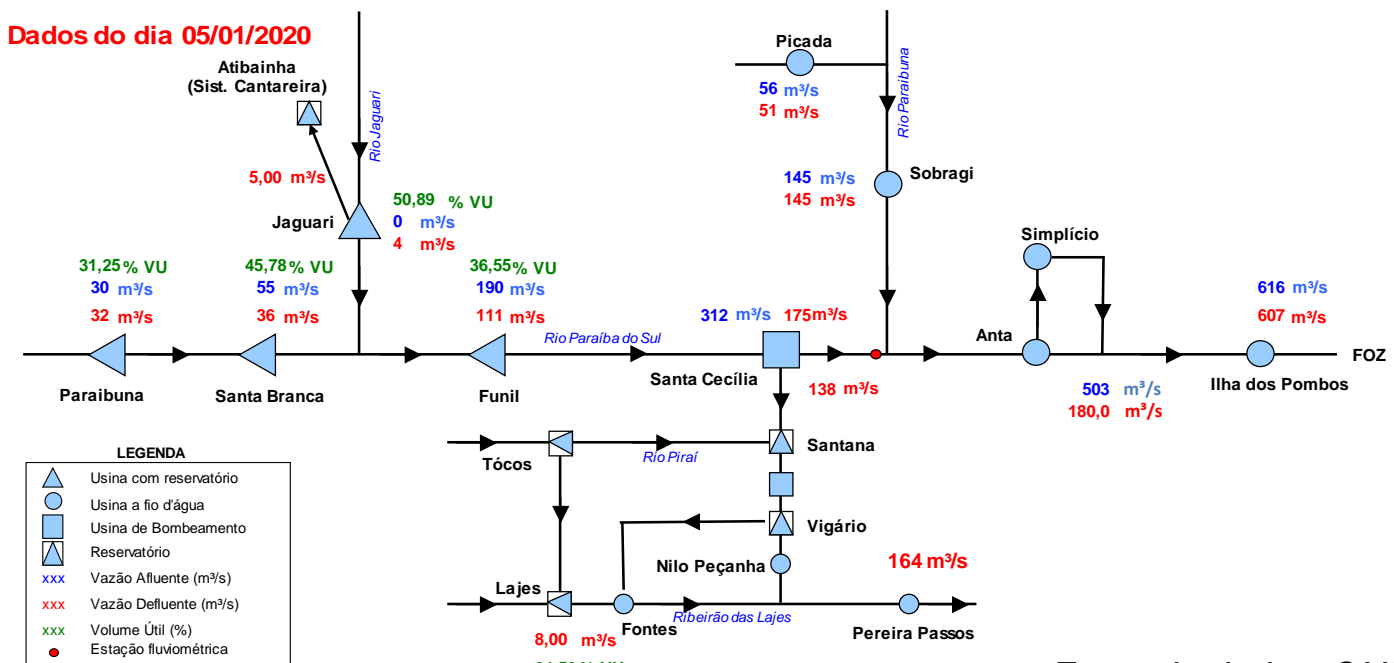 Dados do dia 05/01/2020
Atibainha
(Sist. Cantareira)
Rio Jaguari
5,00 m³/s
Jaguari
50,89 % VU
0 m³/s
4 m³/s
Picada
56 m³/s
51 m³/s
Rio Paraibuna
145 m³/s
145 m³/s
Sobragi
Simplício
31,25% VU
30 m³/s
32 m³/s
Paraibuna
45,78% VU
55 m³/s
36 m³/s
Santa Branca
36,55% VU
190 m³/s
111 m³/s
Funil
Rio Paraíba do Sul
312 m³/s 175m³/s
Santa Cecília
138 m³/s
Anta
503 m³/s
180,0 m³/s
616 m³/s
607 m³/s
Ilha dos Pombos
FOZ
Tócos
Rio Piraí
Santana
Vigário
Nilo Peçanha
164 m³/s
Lajes
8,00 m³/s
Fontes
Ribeirão das Lajes
Pereira Passos
LEGENDA
Usina com reservatório
Usina a fio d'água
Usina de Bombeamento
Reservatório
xxx Vazão Afluente (m³/s)
xxx Vazão Defluente (m³/s)
xxx Volume Útil (%)
Estação fluviométrica